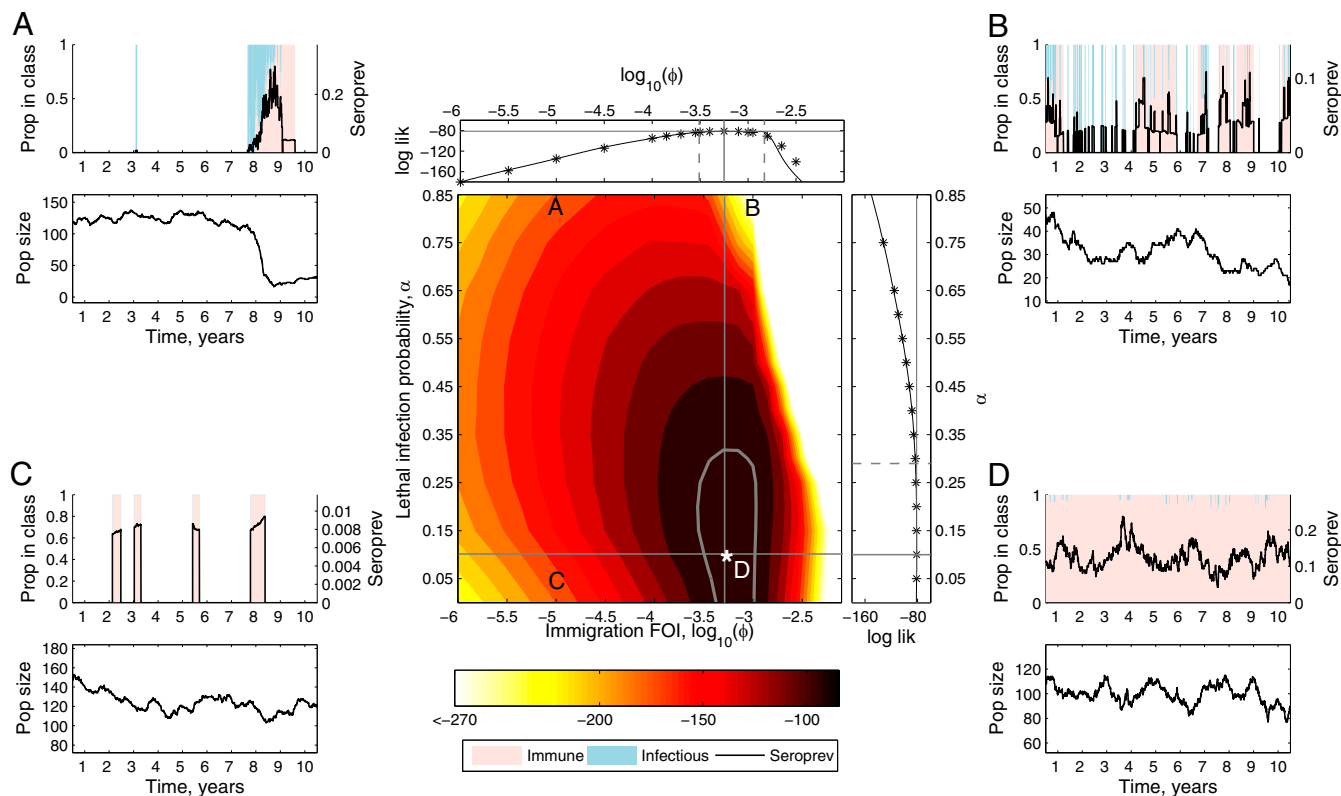 A
Prop in class
1
0.5
0
0.2
0
Seroprev
1 2 3 4 5 6 7 8 9 10
Pop size
150
100
50
0
1 2 3 4 5 6 7 8 9 10
Time, years
log10(ϕ)
−6 −5.5 −5 −4.5 −4 −3.5 −3 −2.5
log lik
−80
−100
−160
B
Prop in class
1
0.5
0
0.1
0
Seroprev
1 2 3 4 5 6 7 8 9 10
Pop size
50
40
30
20
10
1 2 3 4 5 6 7 8 9 10
Time, years
Lethal infection probability, α
0.85
0.75
0.65
0.55
0.45
0.35
0.25
0.15
0.05
A
B
C
D
*
−6 −5.5 −5 −4.5 −4 −3.5 −3 −2.5
Immigration FOI, log10(ϕ)
0.85
0.75
0.65
0.55
0.45
0.35
0.25
0.15
0.05
α
−160 −80
log lik
C
Prop in class
1
0.8
0.6
0.4
0.2
0
0.01
0.008
0.006
0.004
0.002
0
Seroprev
1 2 3 4 5 6 7 8 9 10
Pop size
180
160
140
120
100
80
1 2 3 4 5 6 7 8 9 10
Time, years
D
Prop in class
1
0.5
0
0.2
0.1
0
Seroprev
1 2 3 4 5 6 7 8 9 10
Pop size
120
100
80
60
1 2 3 4 5 6 7 8 9 10
Time, years
<−270 −200 −150 −100
Immune Infectious Seroprev